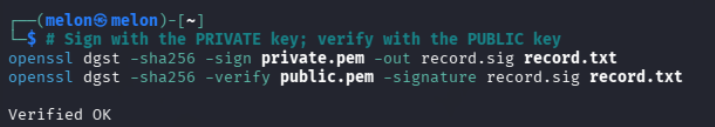 ┌──(melon㉿melon)-[~]
└─$ # Sign with the PRIVATE key; verify with the PUBLIC key
openssl dgst -sha256 -sign private.pem -out record.sig record.txt
openssl dgst -sha256 -verify public.pem -signature record.sig record.txt
Verified OK